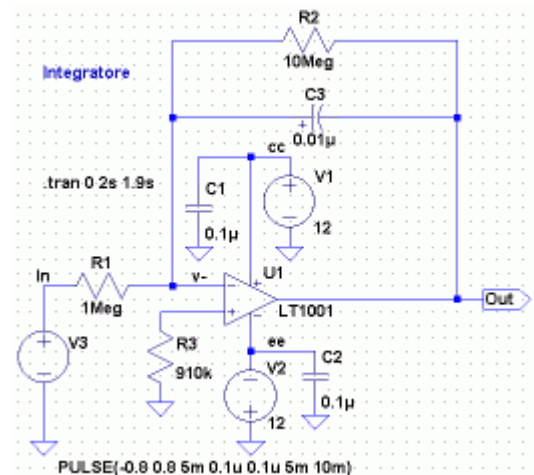 R2
10Meg
Integratore
C3
+
0.01µ
cc
.tran 0 2s 1.9s
C1
V1
+
−
0.1µ
12
In
R1
1Meg
v-
U1
LT1001
Out
V3
R3
910k
ee
V2
C2
0.1µ
12
PULSE(-0.8 0.8 5m 0.1u 0.1u 5m 10m)